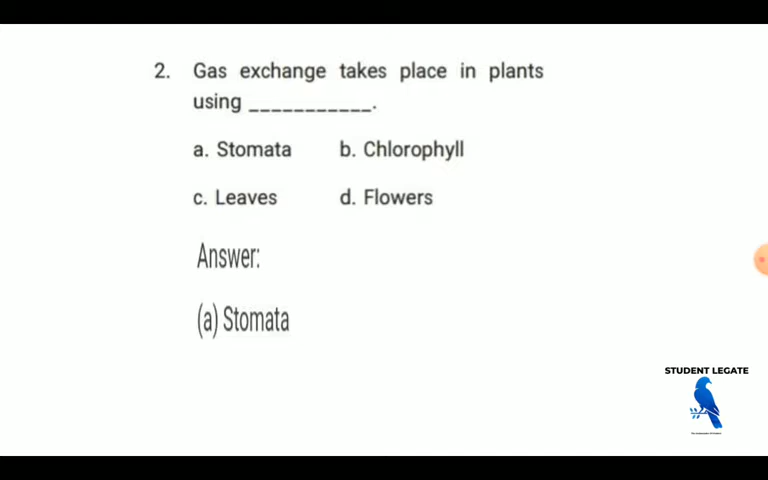 2. Gas exchange takes place in plants
using ___________.
a. Stomata b. Chlorophyll
c. Leaves d. Flowers
Answer:
(a) Stomata
STUDENT LEGATE